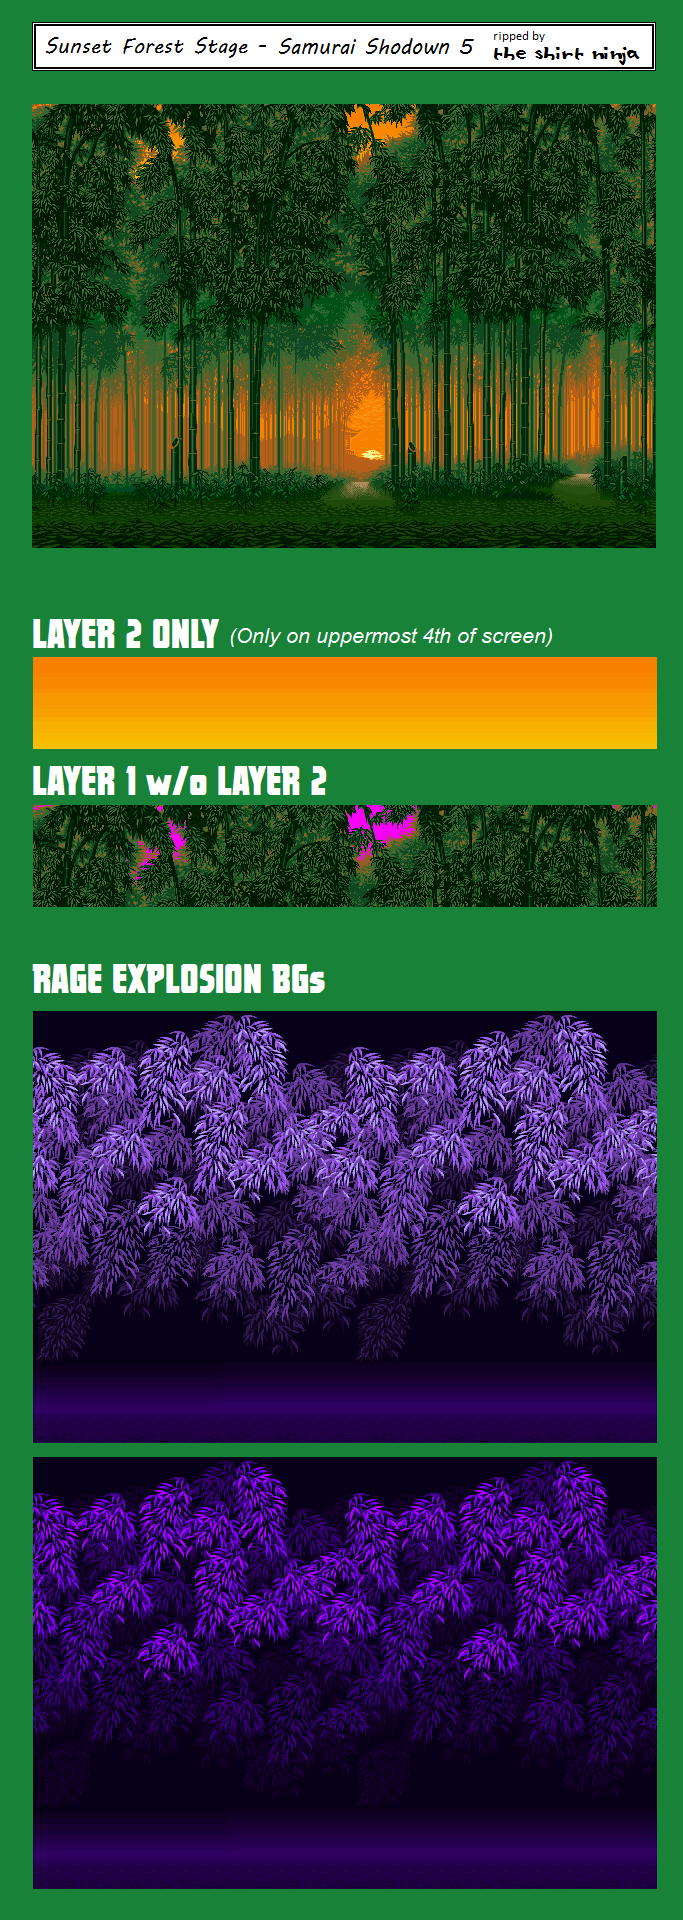 Sunset Forest Stage - Samurai Shodown 5
ripped by
the shirt ninja
LAYER 2 ONLY (Only on uppermost 4th of screen)
LAYER 1 w/o LAYER 2
RAGE EXPLOSION BGs